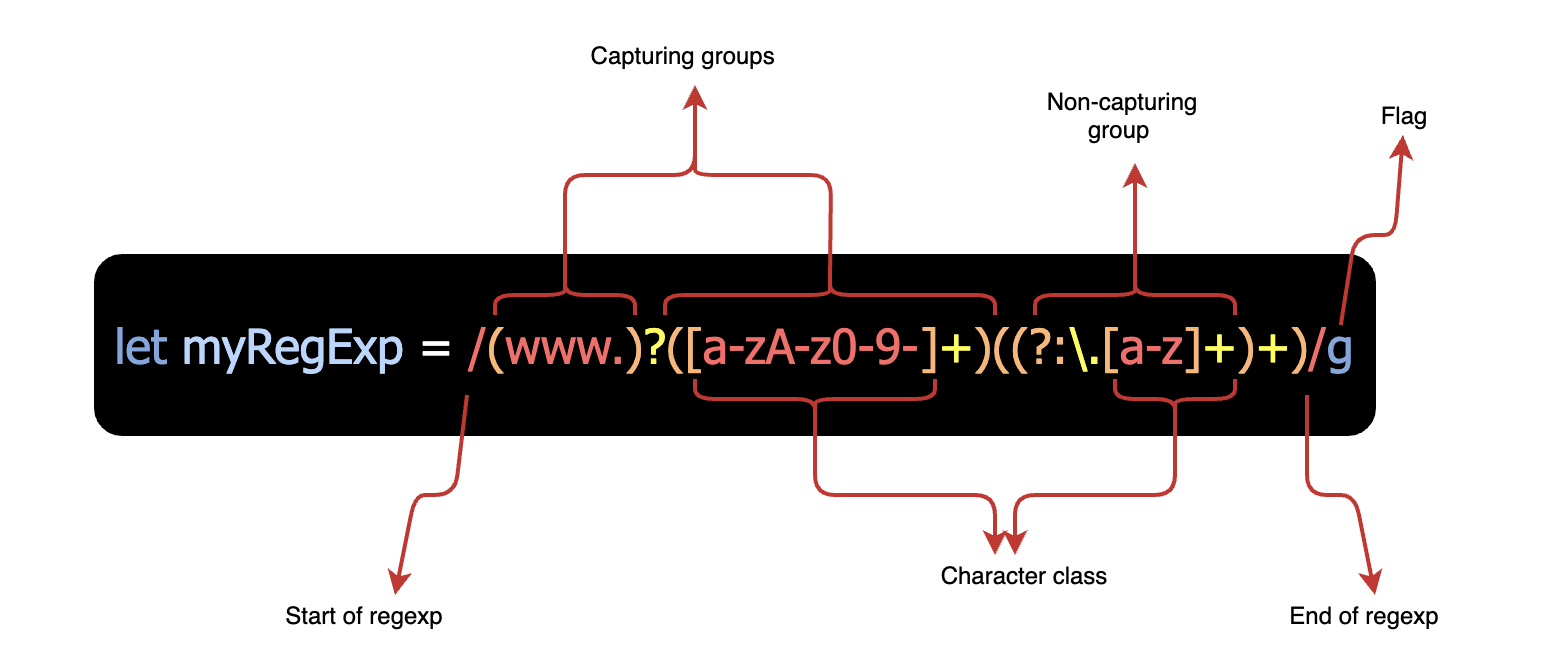 Capturing groups
Non-capturing
group
Flag
let myRegExp = /(www.)?([a-zA-z0-9-]+)((?:\.[a-z]+)+)/g
Character class
Start of regexp
End of regexp